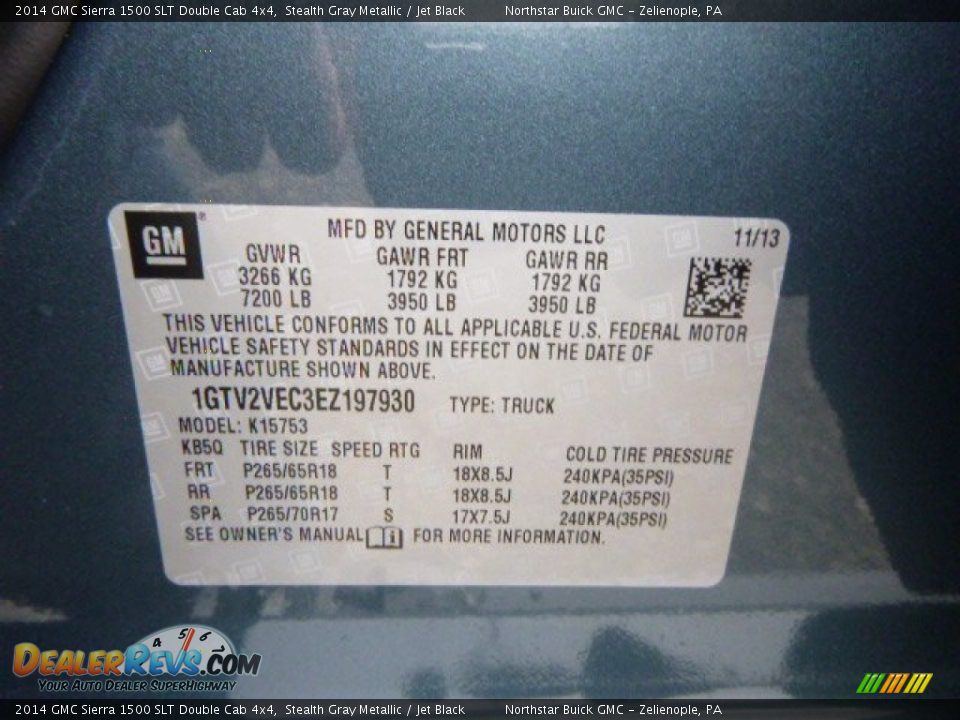 2014 GMC Sierra 1500 SLT Double Cab 4x4, Stealth Gray Metallic / Jet Black Northstar Buick GMC - Zelienople, PA
GM ®
MFD BY GENERAL MOTORS LLC 11/13
GVWR GAWR FRT GAWR RR
3266 KG 1792 KG 1792 KG
7200 LB 3950 LB 3950 LB
THIS VEHICLE CONFORMS TO ALL APPLICABLE U.S. FEDERAL MOTOR
VEHICLE SAFETY STANDARDS IN EFFECT ON THE DATE OF
MANUFACTURE SHOWN ABOVE.
1GTV2VEC3EZ197930 TYPE: TRUCK
MODEL: K15753
KB5Q TIRE SIZE SPEED RTG RIM COLD TIRE PRESSURE
FRT P265/65R18 T 18X8.5J 240KPA(35PSI)
RR P265/65R18 T 18X8.5J 240KPA(35PSI)
SPA P265/70R17 S 17X7.5J 240KPA(35PSI)
SEE OWNER'S MANUAL i FOR MORE INFORMATION.
4 5 6
DealerRevs.com
Your Auto Dealer SuperHighway
2014 GMC Sierra 1500 SLT Double Cab 4x4, Stealth Gray Metallic / Jet Black Northstar Buick GMC - Zelienople, PA